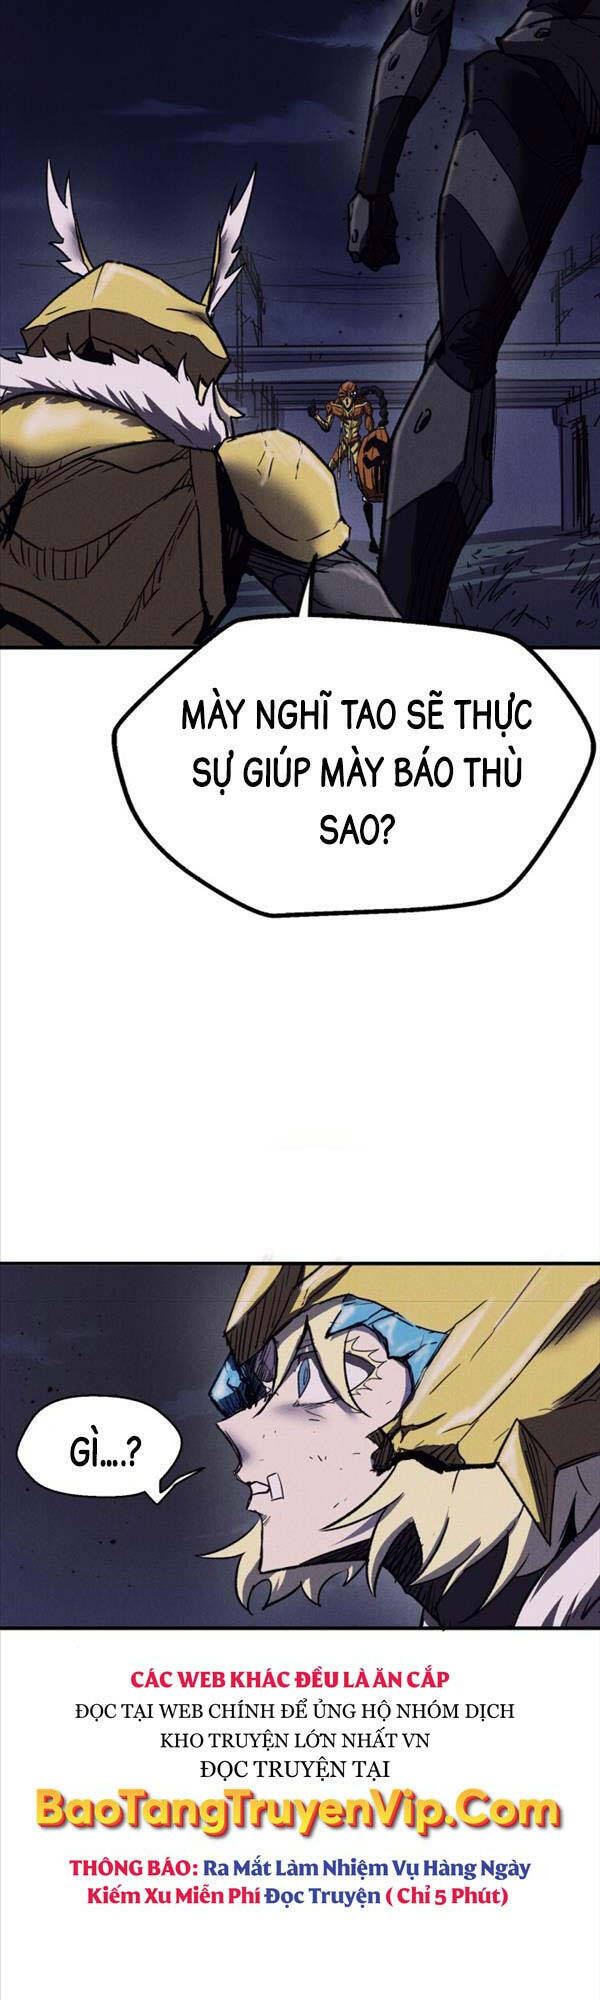 MÀY NGHĨ TAO SẼ THỰC
SỰ GIÚP MÀY BÁO THÙ
SAO?
GÌ....?
CÁC WEB KHÁC ĐỀU LÀ ĂN CẮP
ĐỌC TẠI WEB CHÍNH ĐỂ ỦNG HỘ NHÓM DỊCH
KHO TRUYỆN LỚN NHẤT VN
ĐỌC TRUYỆN TẠI
BaoTangTruyenVip.Com
THÔNG BÁO: Ra Mắt Làm Nhiệm Vụ Hàng Ngày
Kiếm Xu Miễn Phí Đọc Truyện ( Chỉ 5 Phút)